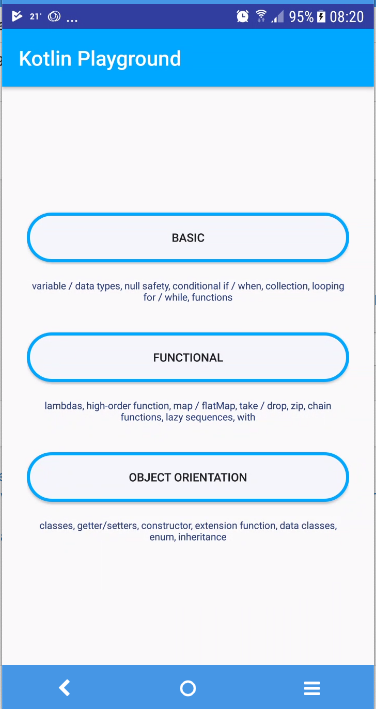 21' ... 95% 08:20
Kotlin Playground
BASIC
variable / data types, null safety, conditional if / when, collection, looping
for / while, functions
FUNCTIONAL
lambdas, high-order function, map / flatMap, take / drop, zip, chain
functions, lazy sequences, with
OBJECT ORIENTATION
classes, getter/setters, constructor, extension function, data classes,
enum, inheritance